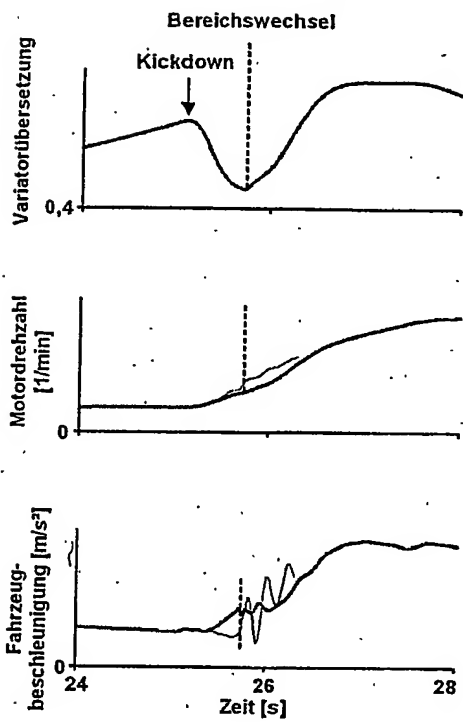 Bereichswechsel
Kickdown
Variatorübersetzung
0,4
Motordrehzahl
[1/min]
0
Fahrzeug-
beschleunigung [m/s²]
0
24
26
28
Zeit [s]